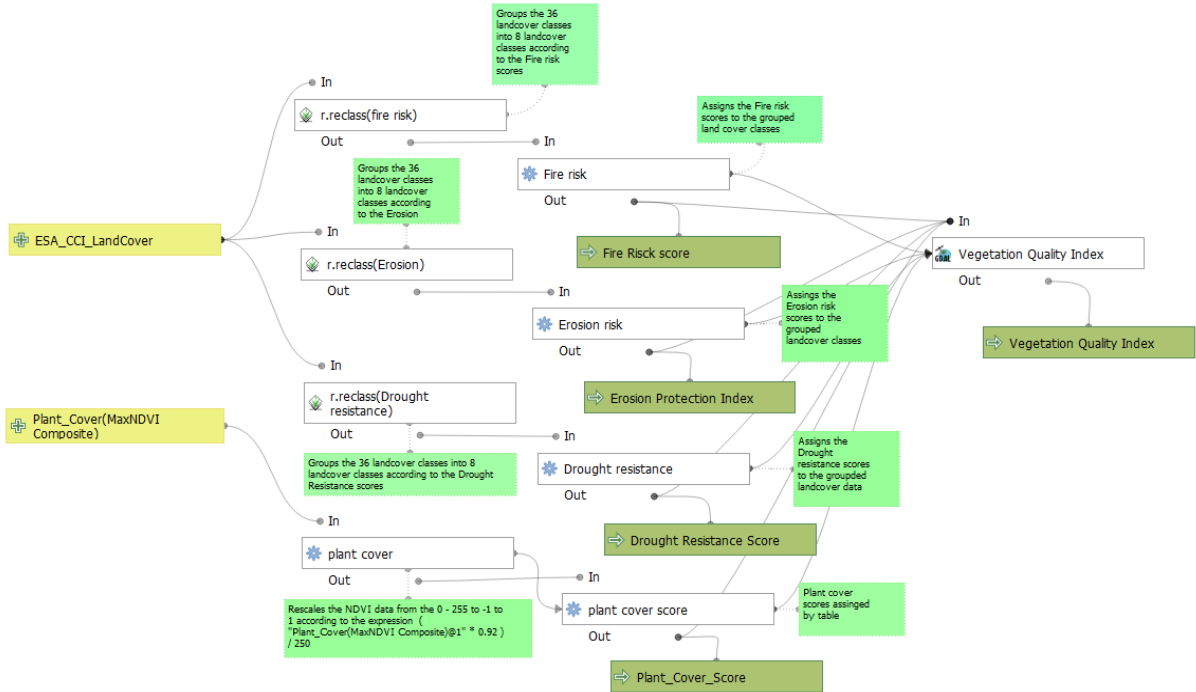 Groups the 36
landcover classes
into 8 landcover
classes according
to the Fire risk
scores
In
r.reclass(fire risk)
Out
Assigns the Fire risk
scores to the grouped
land cover classes
In
Fire risk
Out
Groups the 36
landcover classes
into 8 landcover
classes according
to the Erosion
ESA_CCI_LandCover
In
r.reclass(Erosion)
Out
Fire Risck score
In
Vegetation Quality Index
Out
Vegetation Quality Index
In
Erosion risk
Out
Assings the
Erosion risk
scores to the
grouped
landcover classes
Erosion Protection Index
In
r.reclass(Drought
resistance)
Out
Plant_Cover(MaxNDVI
Composite)
Groups the 36 landcover classes into 8
landcover classes according to the Drought
Resistance scores
In
Drought resistance
Out
Assigns the
Drought
resistance scores
to the groupded
landcover data
Drought Resistance Score
In
plant cover
Out
Rescales the NDVI data from the 0 - 255 to -1 to
1 according to the expression (
"Plant_Cover(MaxNDVI Composite)@1" * 0.92 )
/ 250
In
plant cover score
Out
Plant cover
scores assinged
by table
Plant_Cover_Score